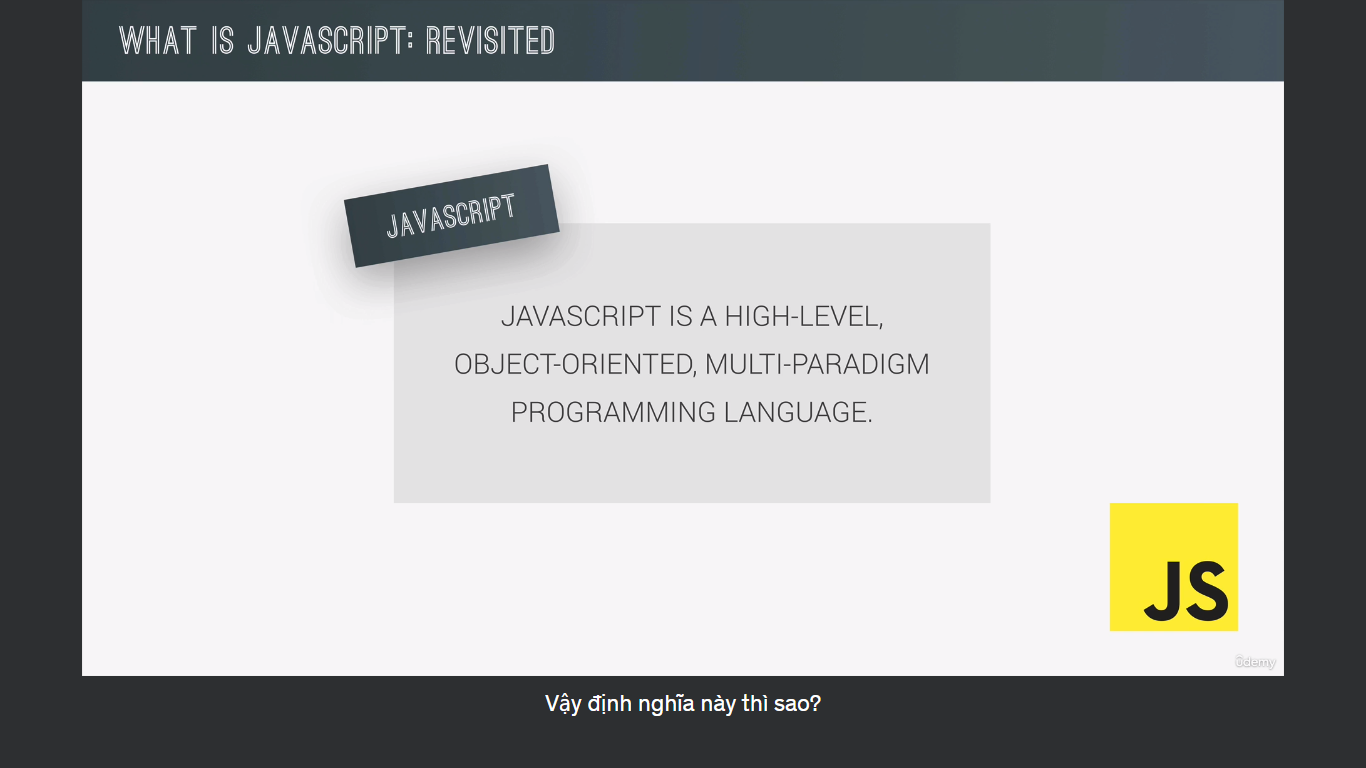 WHAT IS JAVASCRIPT: REVISITED
JAVASCRIPT
JAVASCRIPT IS A HIGH-LEVEL,
OBJECT-ORIENTED, MULTI-PARADIGM
PROGRAMMING LANGUAGE.
JS
ûdemy
Vậy định nghĩa này thì sao?